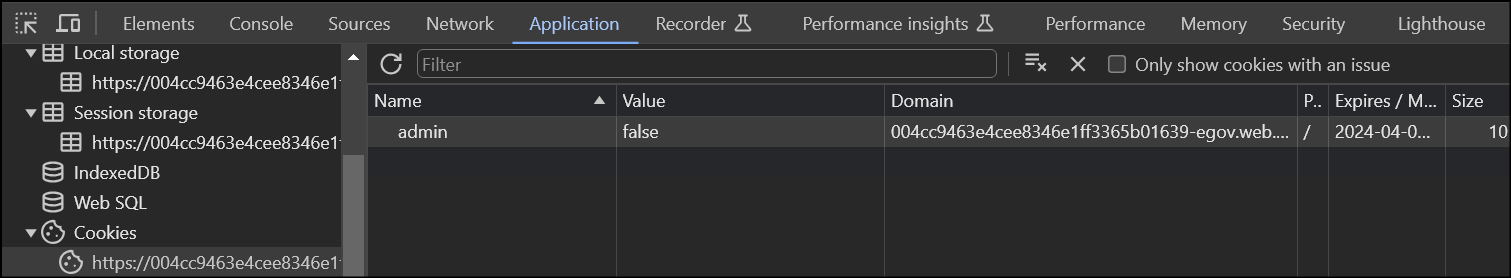 Elements Console Sources Network Application Recorder Performance insights Performance Memory Security Lighthouse
Local storage
https://004cc9463e4cee8346e1
Session storage
https://004cc9463e4cee8346e1
IndexedDB
Web SQL
Cookies
https://004cc9463e4cee8346e1
Filter
Only show cookies with an issue
Name Value Domain P.. Expires / M... Size
admin false 004cc9463e4cee8346e1ff3365b01639-egov.web.... / 2024-04-0... 10